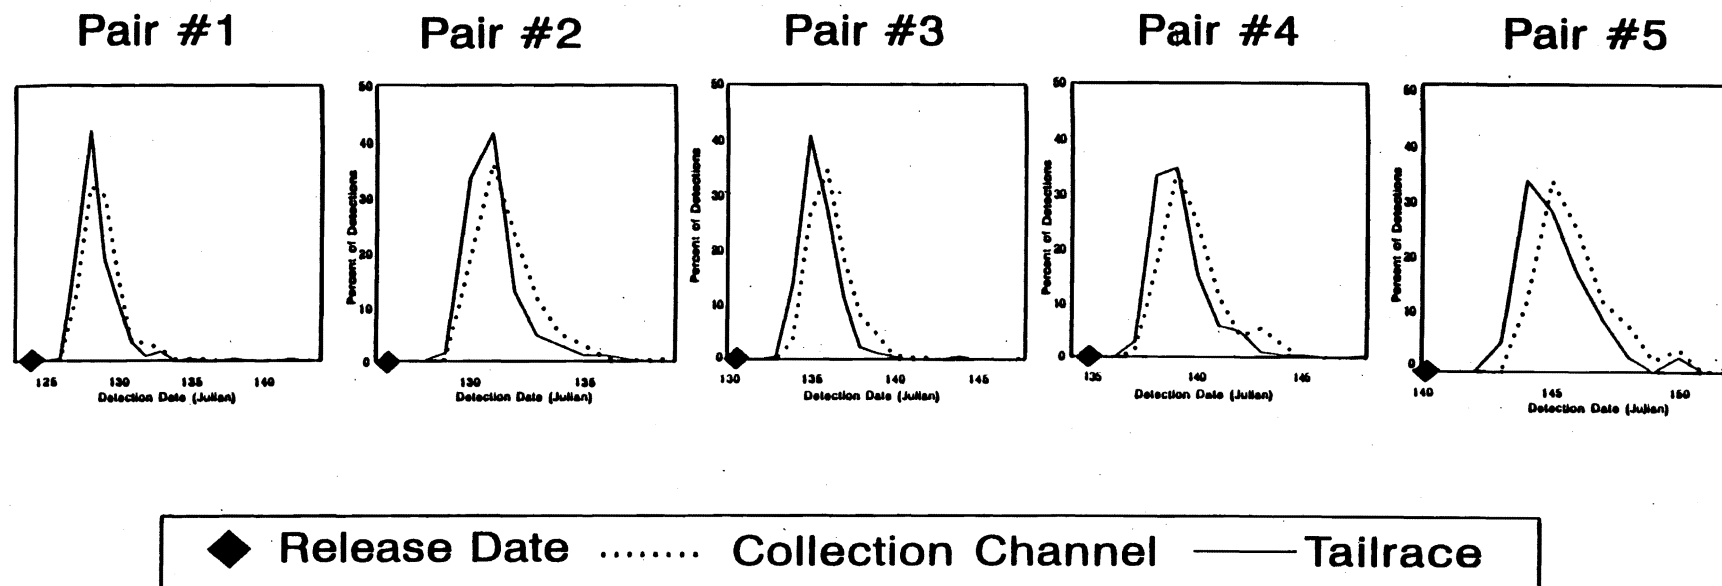 Pair #1
Pair #2
Pair #3
Pair #4
Pair #5
125 130 135 140
Detection Date (Julian)
50
40
30
20
10
0
Percent of Detections
130 135
Detection Date (Julian)
50
40
30
20
10
0
Percent of Detections
130 135 140 145
Detection Date (Julian)
50
40
30
20
10
0
Percent of Detections
135 140 145
Detection Date (Julian)
50
40
30
20
10
0
Percent of Detections
140 145 150
Detection Date (Julian)
Release Date Collection Channel Tailrace